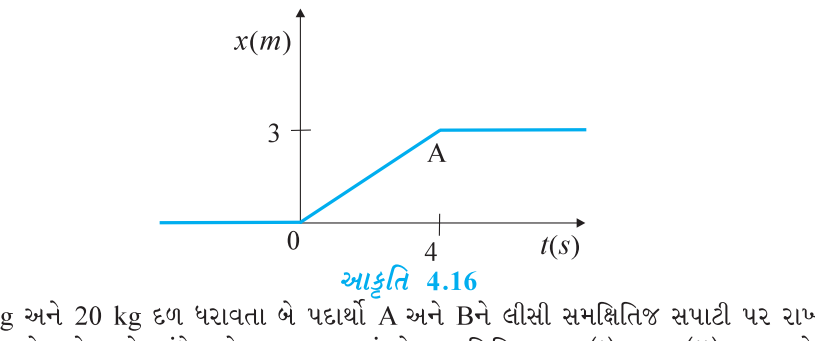 x(m)
3
A
0
4
t(s)
આકૃતિ 4.16
g અને 20 kg દળ ધરાવતા બે પદાર્થો A અને Bને લીસી સમક્ષિતિજ સપાટી પર રાખ